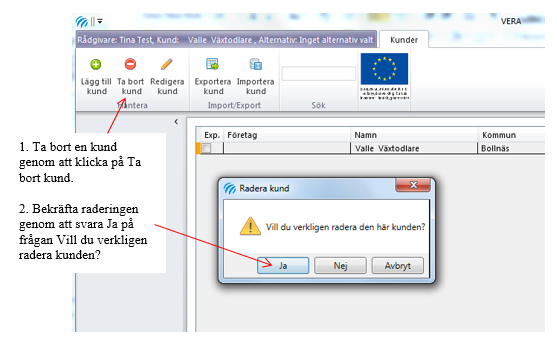 VERA
Rådgivare: Tina Test, Kund: Valle Växtodlare , Alternativ: Inget alternativ valt
Kunder
Lägg till kund
Ta bort kund
Redigera kund
Exportera kund
Importera kund
Hantera
Import/Export
Sök
1. Ta bort en kund
genom att klicka på Ta
bort kund.
2. Bekräfta raderingen
genom att svara Ja på
frågan Vill du verkligen
radera kunden?
Exp. Företag Namn Kommun
Valle Växtodlare Bollnäs
Radera kund
Vill du verkligen radera den här kunden?
Ja Nej Avbryt